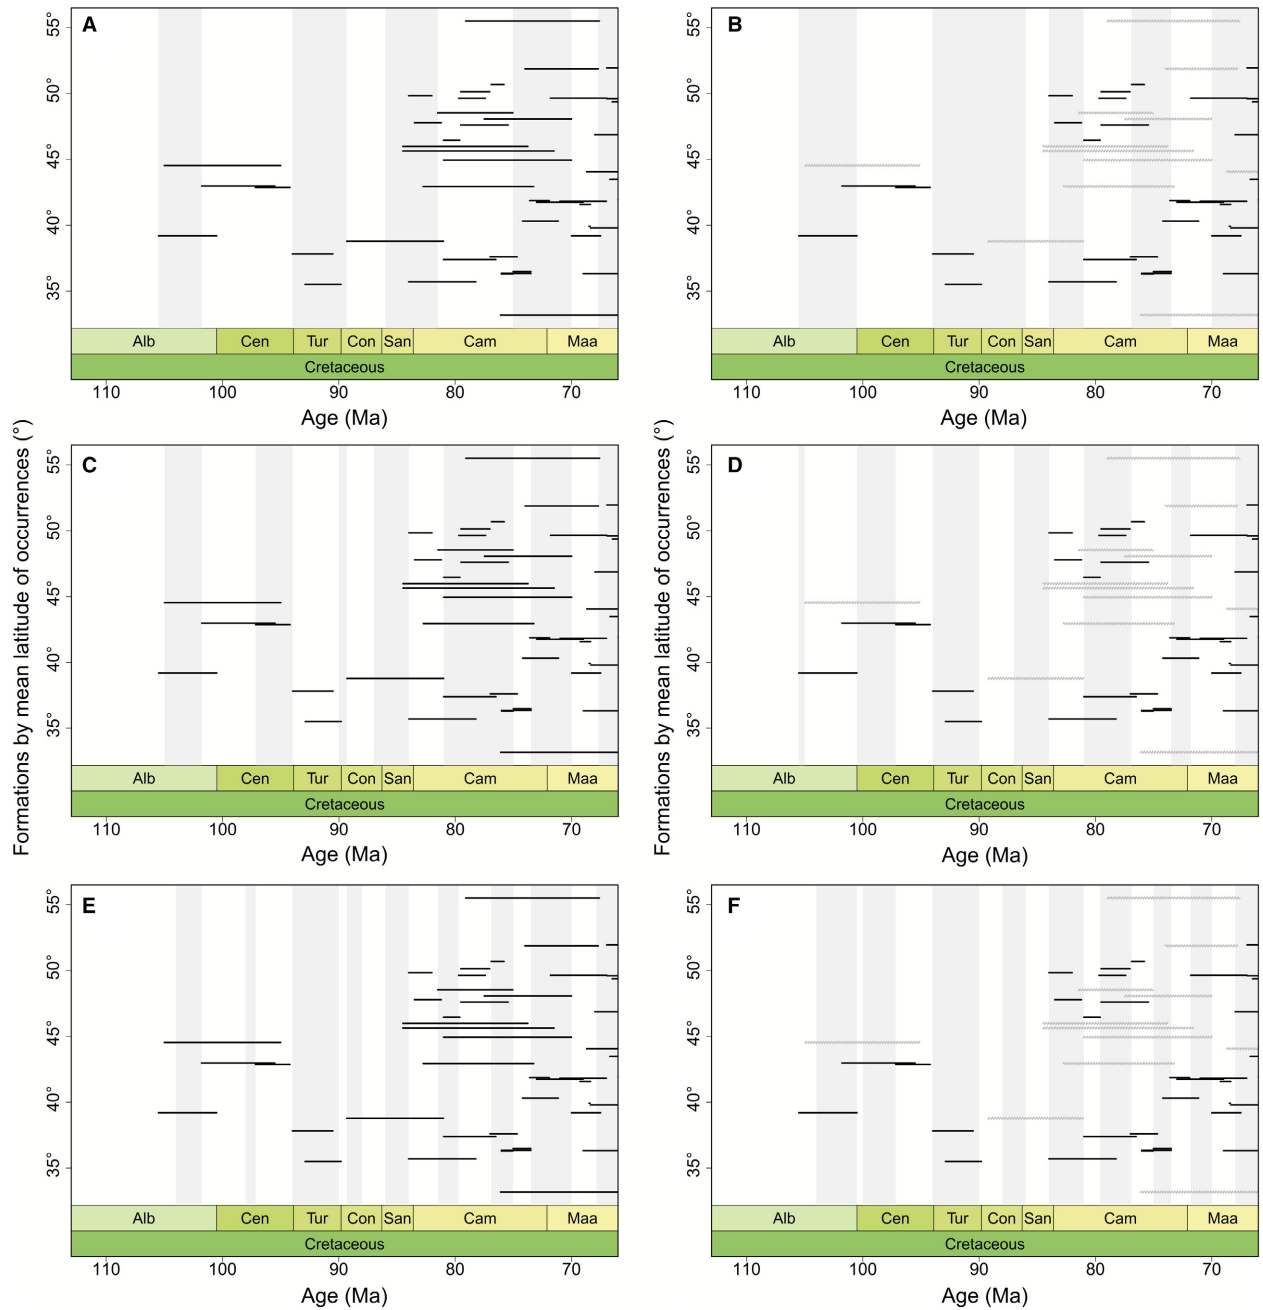 A
55°
50°
45°
40°
35°
Alb Cen Tur Con San Cam Maa
Cretaceous
110 100 90 80 70
Age (Ma)
B
55°
50°
45°
40°
35°
Alb Cen Tur Con San Cam Maa
Cretaceous
110 100 90 80 70
Age (Ma)
Formations by mean latitude of occurrences (°)
C
55°
50°
45°
40°
35°
Alb Cen Tur Con San Cam Maa
Cretaceous
110 100 90 80 70
Age (Ma)
Formations by mean latitude of occurrences (°)
D
55°
50°
45°
40°
35°
Alb Cen Tur Con San Cam Maa
Cretaceous
110 100 90 80 70
Age (Ma)
E
55°
50°
45°
40°
35°
Alb Cen Tur Con San Cam Maa
Cretaceous
110 100 90 80 70
Age (Ma)
F
55°
50°
45°
40°
35°
Alb Cen Tur Con San Cam Maa
Cretaceous
110 100 90 80 70
Age (Ma)